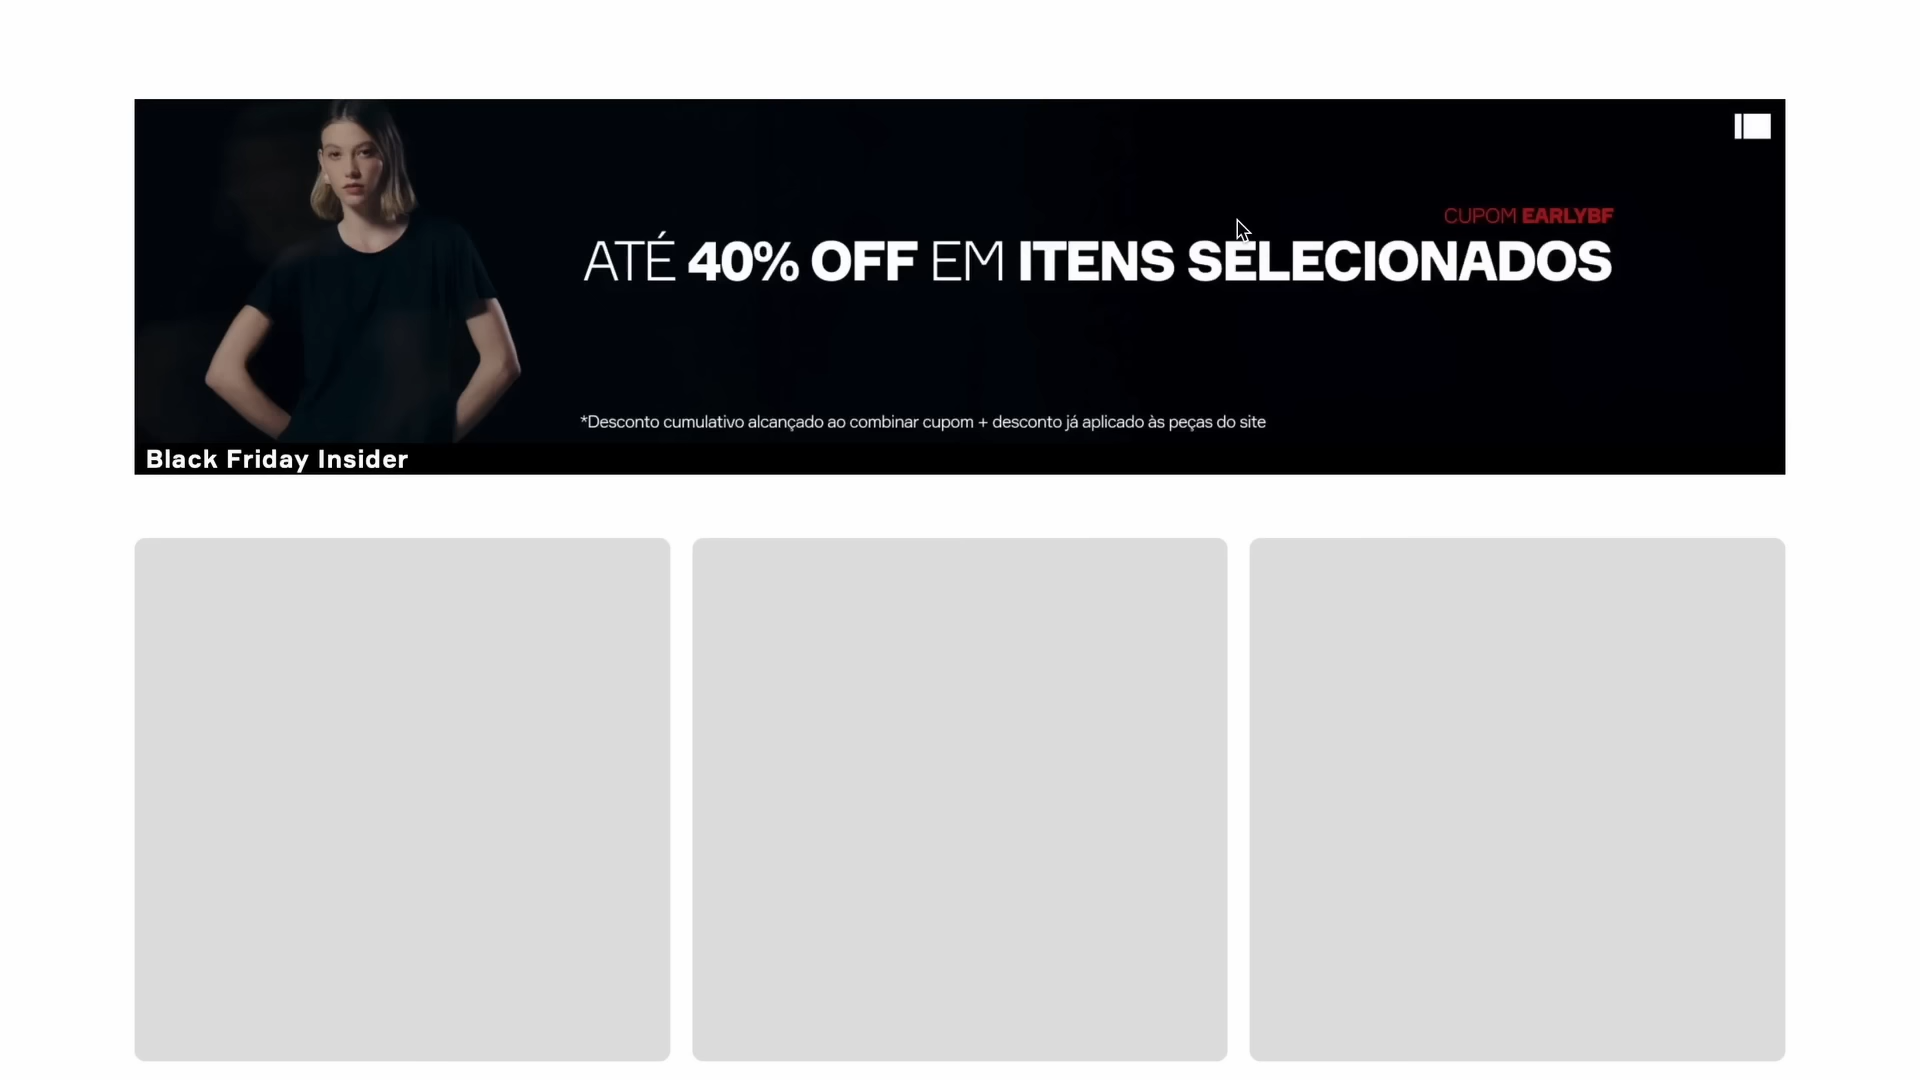 CUPOM EARLYBF
ATÉ 40% OFF EM ITENS SELECIONADOS
*Desconto cumulativo alcançado ao combinar cupom + desconto já aplicado às peças do site
Black Friday Insider